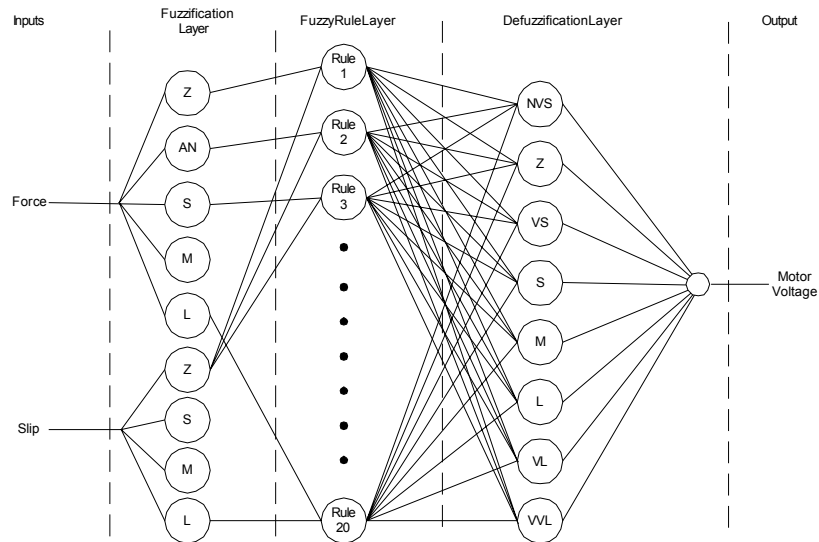 Inputs
Fuzzification
Layer
FuzzyRuleLayer
DefuzzificationLayer
Output
Force
Slip
Z
AN
S
M
L
Z
S
M
L
Rule
1
Rule
2
Rule
3
Rule
20
NVS
Z
VS
S
M
L
VL
VVL
Motor
Voltage